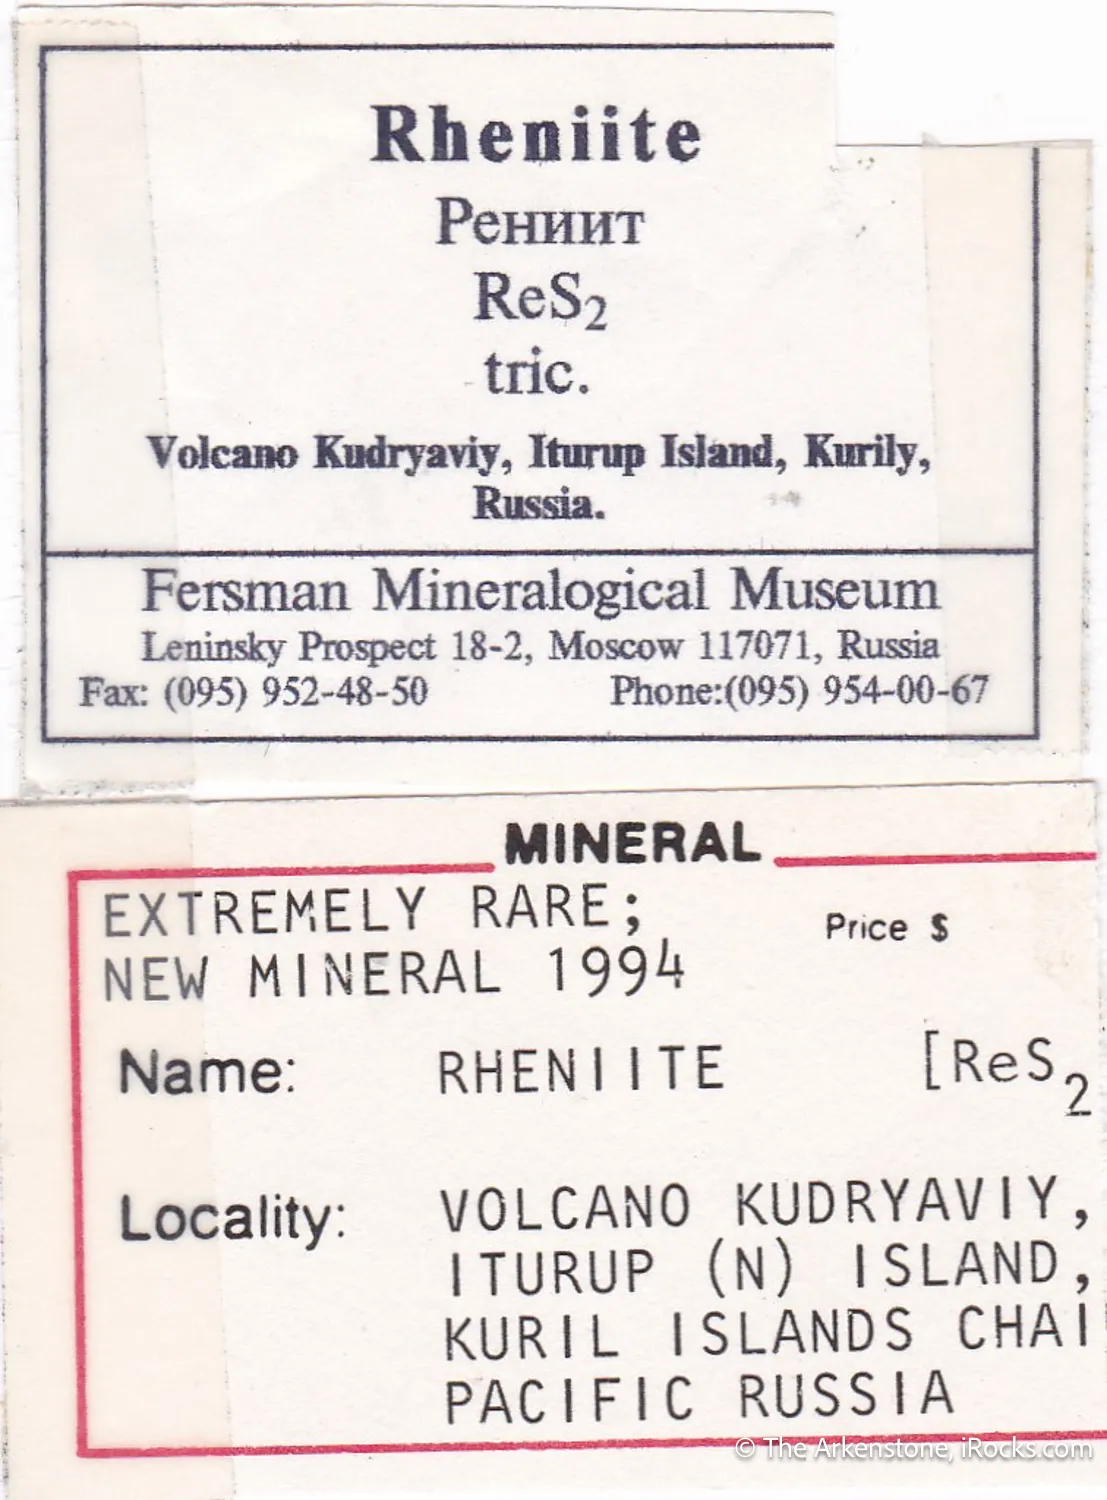 Rheniite
Рениит
ReS₂
tric.
Volcano Kudryaviy, Iturup Island, Kurily,
Russia.
Fersman Mineralogical Museum
Leninsky Prospect 18-2, Moscow 117071, Russia
Fax: (095) 952-48-50 Phone:(095) 954-00-67
MINERAL
EXTREMELY RARE;
NEW MINERAL 1994
Price $
Name: RHENIITE [ReS₂
Locality: VOLCANO KUDRYAVIY,
ITURUP (N) ISLAND,
KURIL ISLANDS CHAI
PACIFIC RUSSIA
© The Arkenstone, iRocks.com